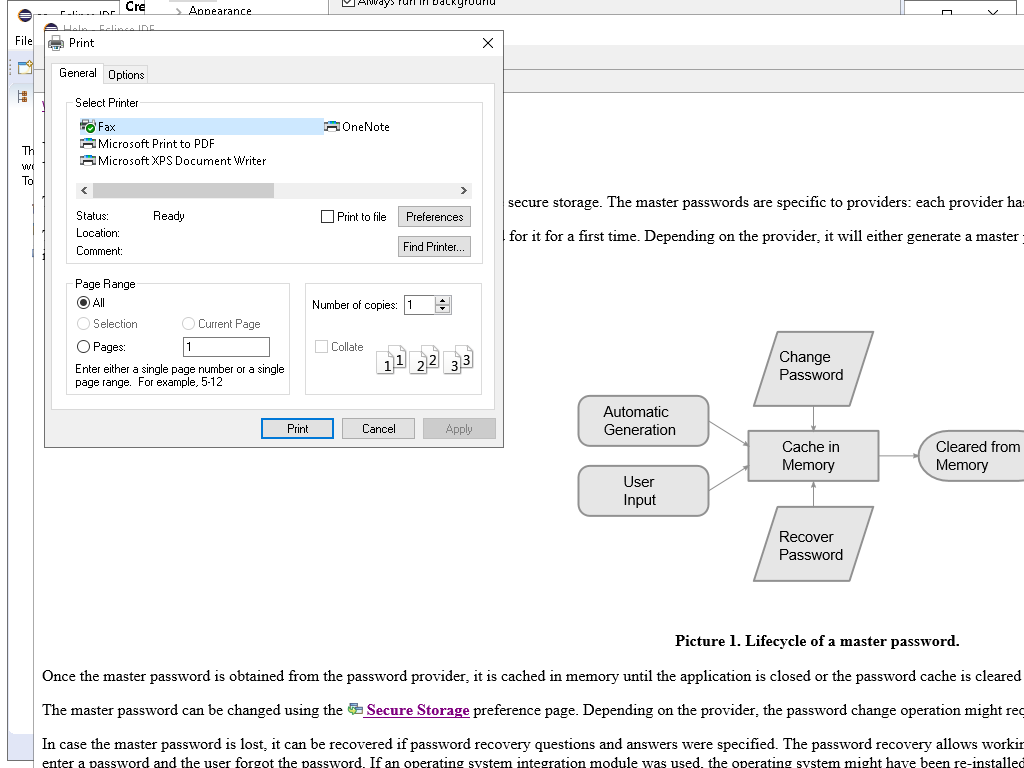 Cre
Appearance
Always run in background
Help - Eclipse IDE
File
Print
General
Options
Select Printer
Fax
OneNote
Microsoft Print to PDF
Microsoft XPS Document Writer
Status:
Ready
Print to file
Preferences
Location:
Comment:
Find Printer...
Page Range
All
Selection
Current Page
Pages:
1
Enter either a single page number or a single
page range. For example, 5-12
Number of copies:
1
Collate
1 1 2 2 3 3
Print
Cancel
Apply
Th
To
secure storage. The master passwords are specific to providers: each provider has
for it for a first time. Depending on the provider, it will either generate a master
Change
Password
Automatic
Generation
Cache in
Memory
Cleared from
Memory
User
Input
Recover
Password
Picture 1. Lifecycle of a master password.
Once the master password is obtained from the password provider, it is cached in memory until the application is closed or the password cache is cleared
The master password can be changed using the Secure Storage preference page. Depending on the provider, the password change operation might req
In case the master password is lost, it can be recovered if password recovery questions and answers were specified. The password recovery allows workin
enter a password and the user forgot the password. If an operating system integration module was used, the operating system might have been re-installed